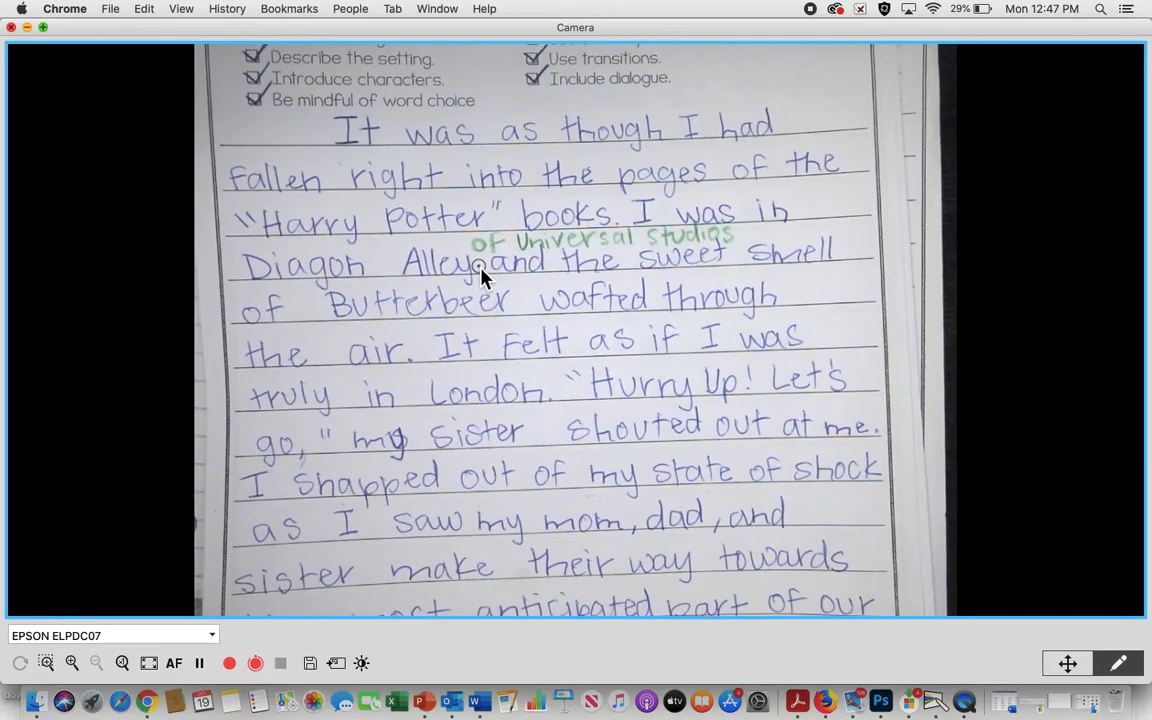 Chrome File Edit View History Bookmarks People Tab Window Help 29% Mon 12:47 PM
Camera
Describe the setting. Use transitions.
Introduce characters. Include dialogue.
Be mindful of word choice
It was as though I had
fallen right into the pages of the
"Harry Potter" books. I was in
of Universal Studios
Diagon Alley and the sweet smell
of Butterbeer wafted through
the air. It felt as if I was
truly in London. "Hurry Up! Let's
go," my sister shouted out at me.
I snapped out of my state of shock
as I saw my mom, dad, and
sister make their way towards
anticipated part of our
EPSON ELPDC07
AF
19